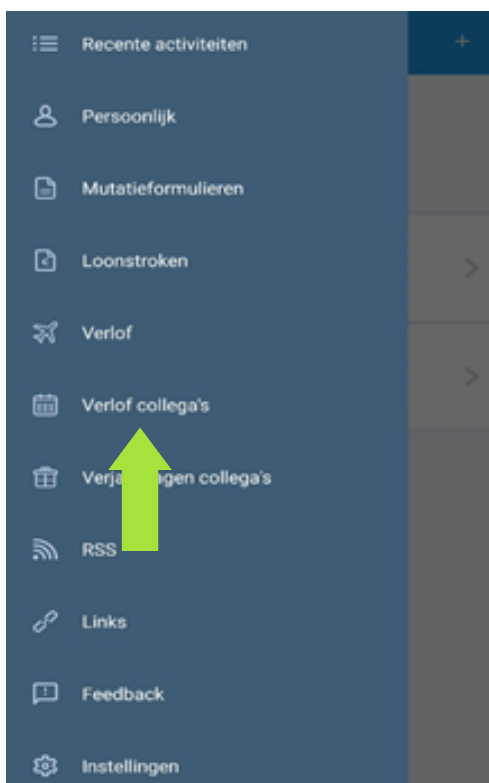 Recente activiteiten
Persoonlijk
Mutatieformulieren
Loonstroken
Verlof
Verlof collega's
collega's
RSS
Links
Feedback
Instellingen